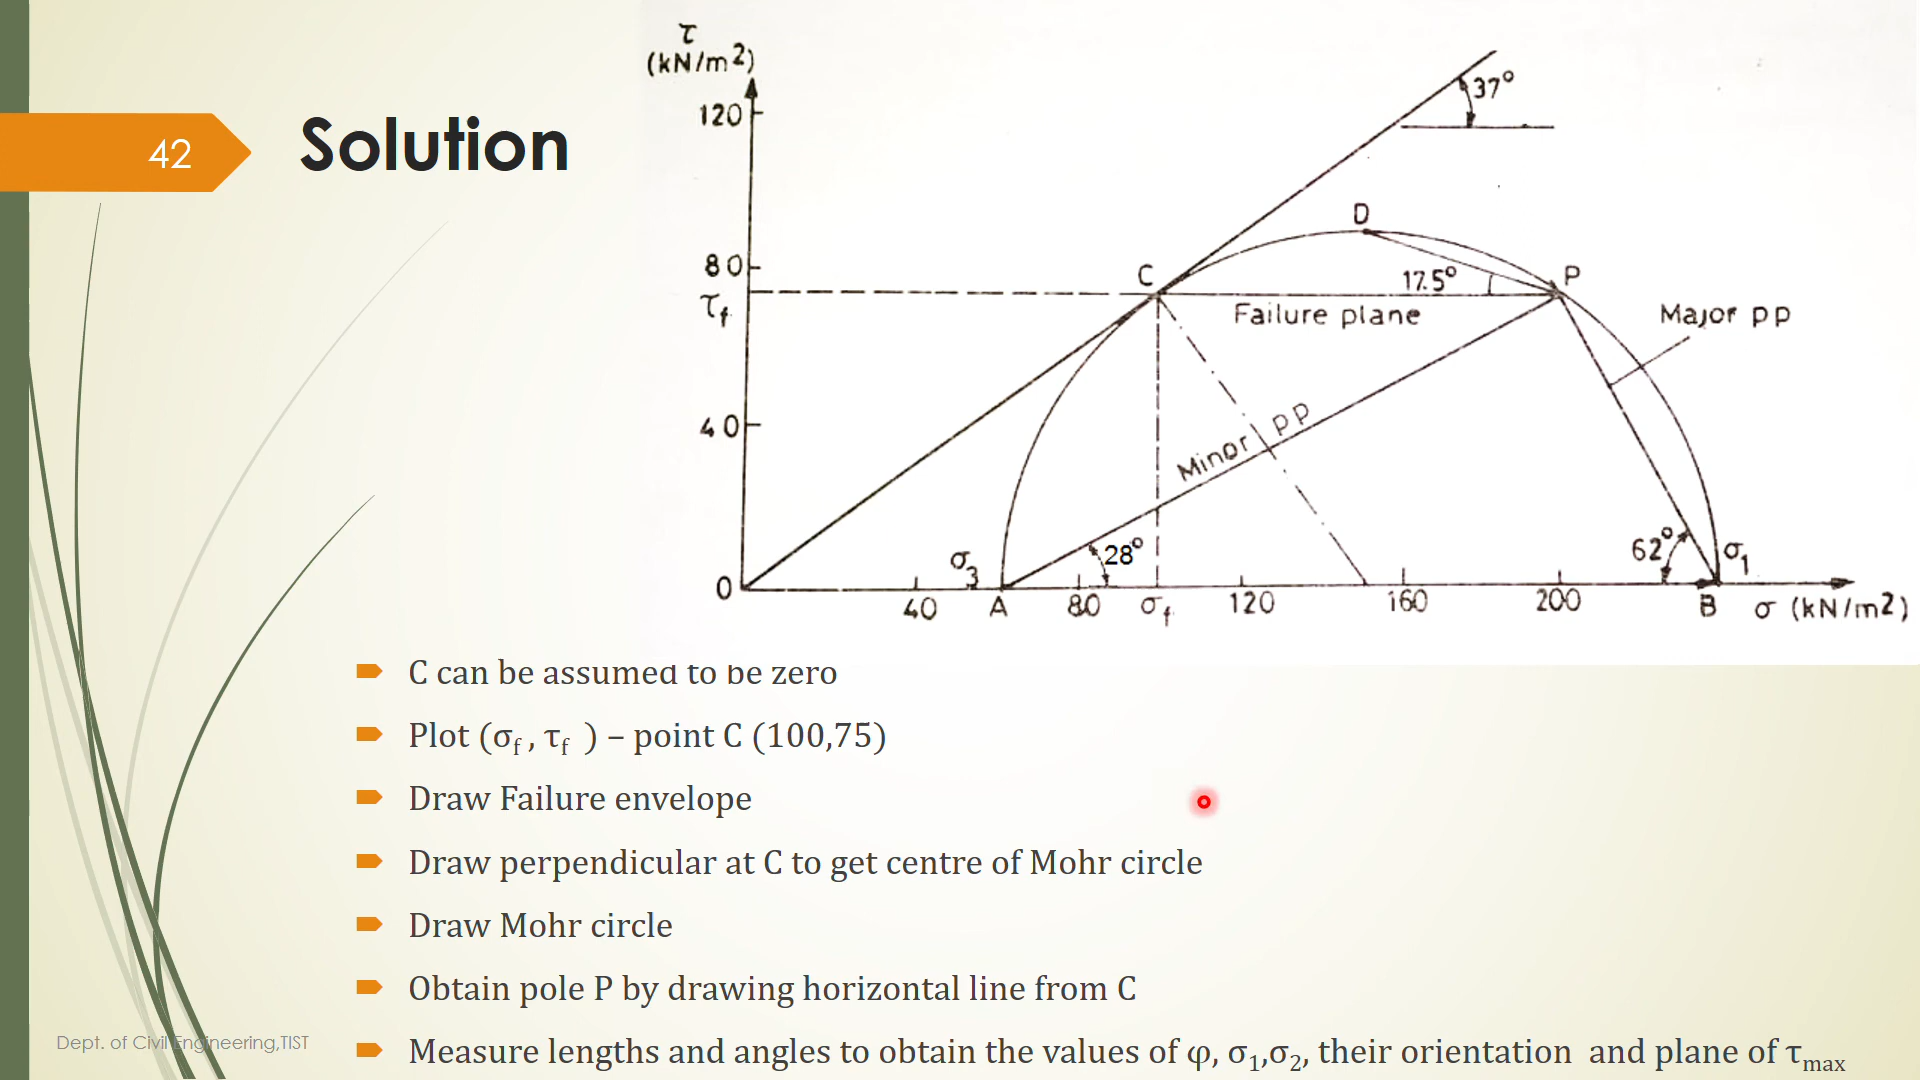 42
Solution
τ
(kN/m2)
120
80
τf
40
0
37°
D
C
17.5°
P
Failure plane
Major pp
Minor pp
σ3
28°
62°
σ1
40
A
80
σf
120
160
200
B
σ (kN/m2)
C can be assumed to be zero
Plot (σf , τf ) – point C (100,75)
Draw Failure envelope
Draw perpendicular at C to get centre of Mohr circle
Draw Mohr circle
Obtain pole P by drawing horizontal line from C
Measure lengths and angles to obtain the values of φ, σ1,σ2, their orientation and plane of τmax
Dept. of Civil Engineering,TIST